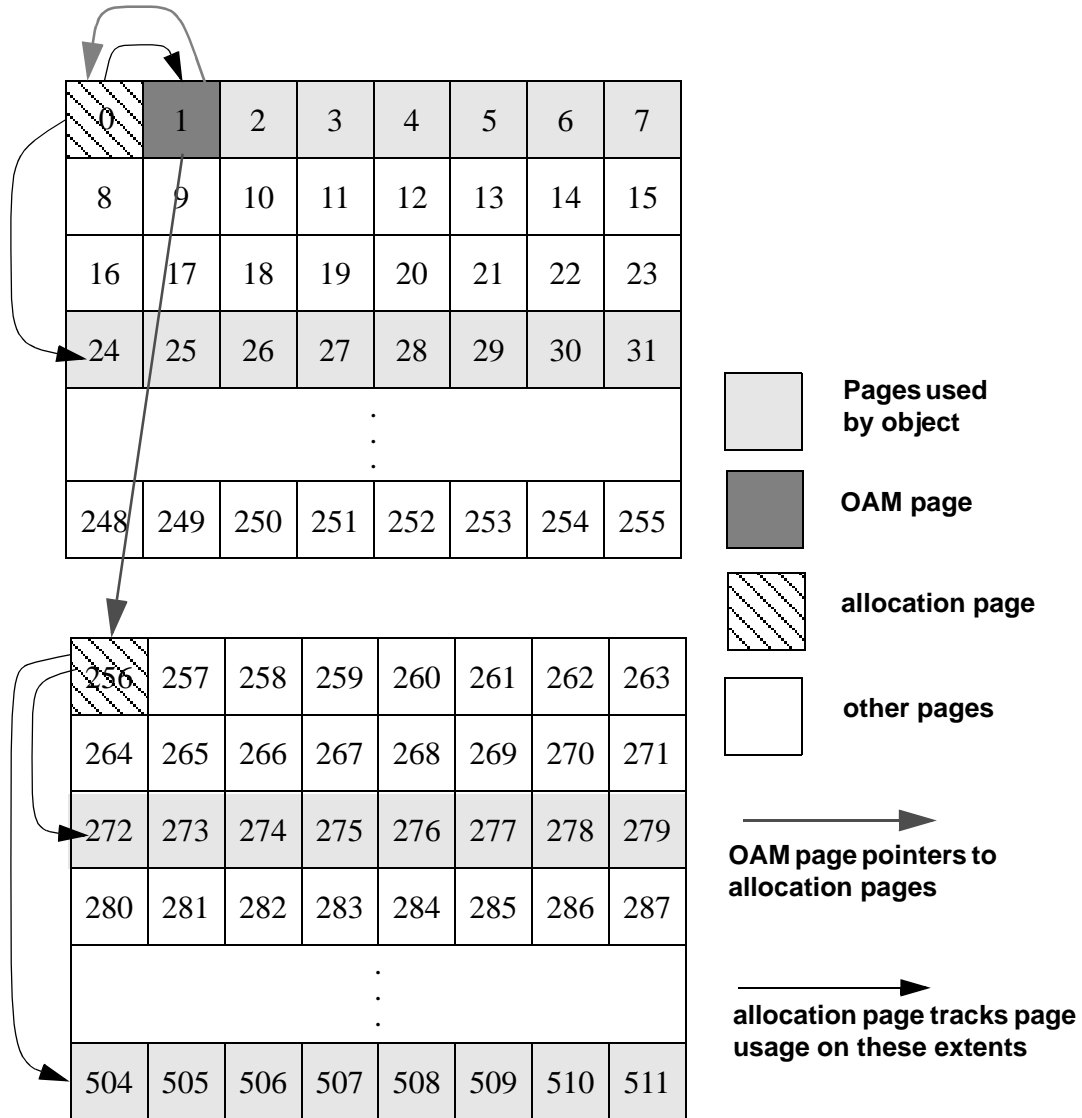 0 1 2 3 4 5 6 7
8 9 10 11 12 13 14 15
16 17 18 19 20 21 22 23
24 25 26 27 28 29 30 31
.
.
.
248 249 250 251 252 253 254 255
256 257 258 259 260 261 262 263
264 265 266 267 268 269 270 271
272 273 274 275 276 277 278 279
280 281 282 283 284 285 286 287
.
.
.
504 505 506 507 508 509 510 511
Pages used
by object
OAM page
allocation page
other pages
OAM page pointers to
allocation pages
allocation page tracks page
usage on these extents